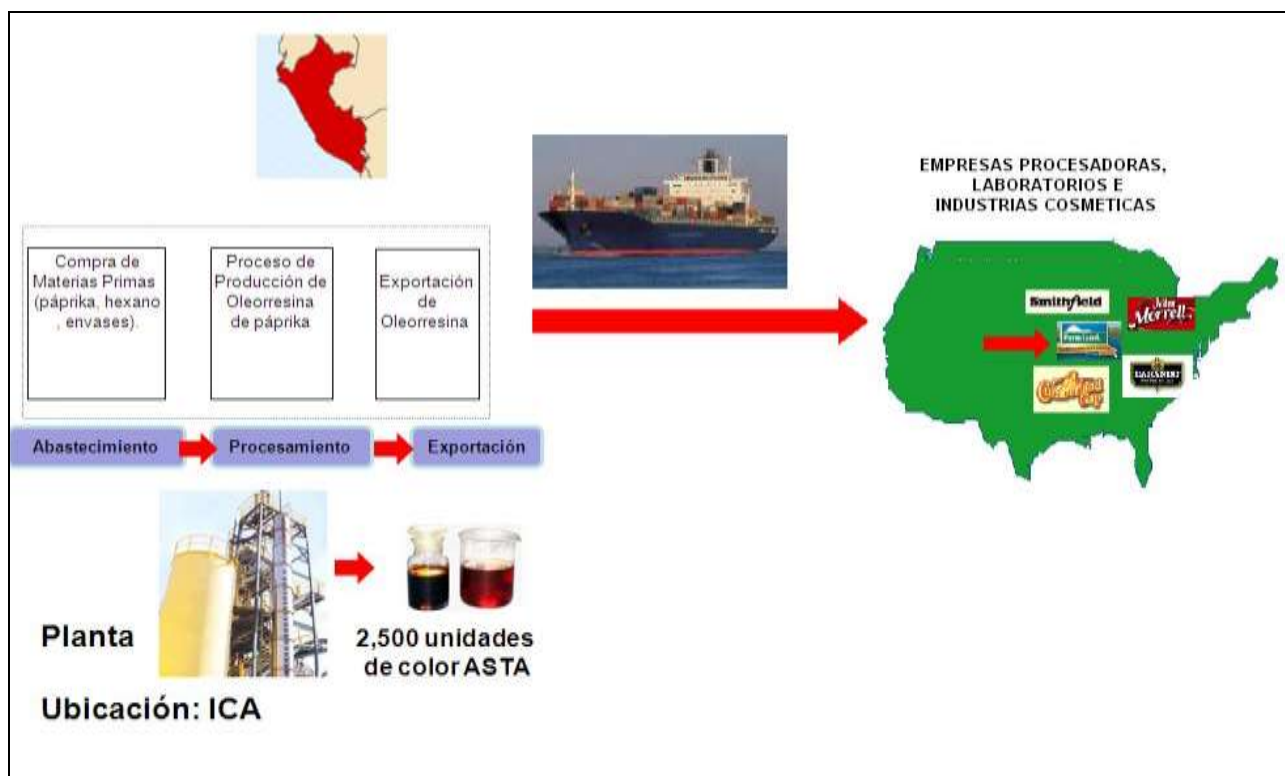 EMPRESAS PROCESADORAS,
LABORATORIOS E
INDUSTRIAS COSMETICAS
Compra de
Materias Primas
(páprika, hexano
, envases).
Proceso de
Producción de
Oleorresina
de páprika
Exportación
de
Oleorresina
Smithfield
John
Morrell
Abastecimiento
Procesamiento
Exportación
Planta
2,500 unidades
de color ASTA
Ubicación: ICA